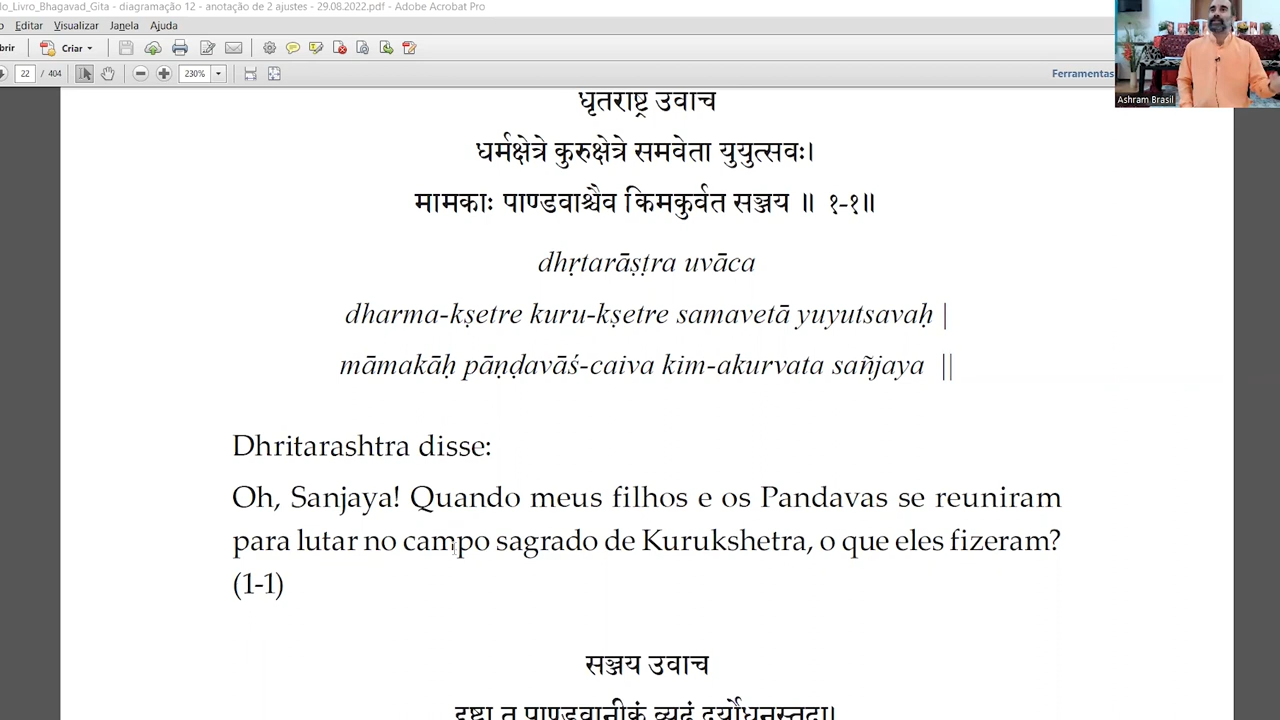 lo_Livro_Bhagavad_Gita - diagramação 12 - anotação de 2 ajustes - 29.08.2022.pdf - Adobe Acrobat Pro
Editar Visualizar Janela Ajuda
Criar
22 / 404 230% Ferramentas
Ashram Brasil
धृतराष्ट्र उवाच
धर्मक्षेत्रे कुरुक्षेत्रे समवेता युयुत्सवः।
मामकाः पाण्डवाश्चैव किमकुर्वत सञ्जय ॥ १-१॥
dhṛtarāṣṭra uvāca
dharma-kṣetre kuru-kṣetre samavetā yuyutsavaḥ |
māmakāḥ pāṇḍavāś-caiva kim-akurvata sañjaya ||
Dhritarashtra disse:
Oh, Sanjaya! Quando meus filhos e os Pandavas se reuniram
para lutar no campo sagrado de Kurukshetra, o que eles fizeram?
(1-1)
सञ्जय उवाच